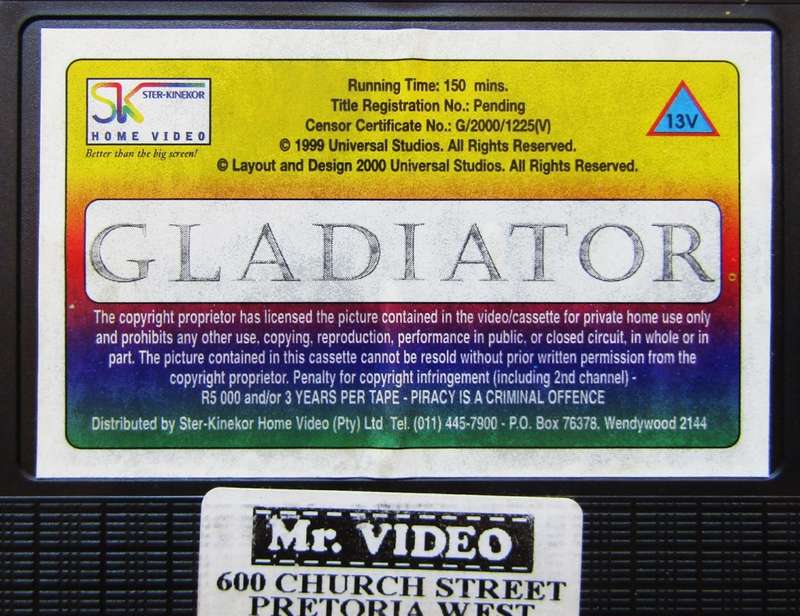 SK STER-KINEKOR
HOME VIDEO
Better than the big screen!
Running Time: 150 mins.
Title Registration No.: Pending
Censor Certificate No.: G/2000/1225(V)
© 1999 Universal Studios. All Rights Reserved.
© Layout and Design 2000 Universal Studios. All Rights Reserved.
13V
GLADIATOR
The copyright proprietor has licensed the picture contained in the video/cassette for private home use only
and prohibits any other use, copying, reproduction, performance in public, or closed circuit, in whole or in
part. The picture contained in this cassette cannot be resold without prior written permission from the
copyright proprietor. Penalty for copyright infringement (including 2nd channel) -
R5 000 and/or 3 YEARS PER TAPE - PIRACY IS A CRIMINAL OFFENCE
Distributed by Ster-Kinekor Home Video (Pty) Ltd Tel. (011) 445-7900 - P.O. Box 76378, Wendywood 2144
Mr. VIDEO
600 CHURCH STREET
PRETORIA WEST